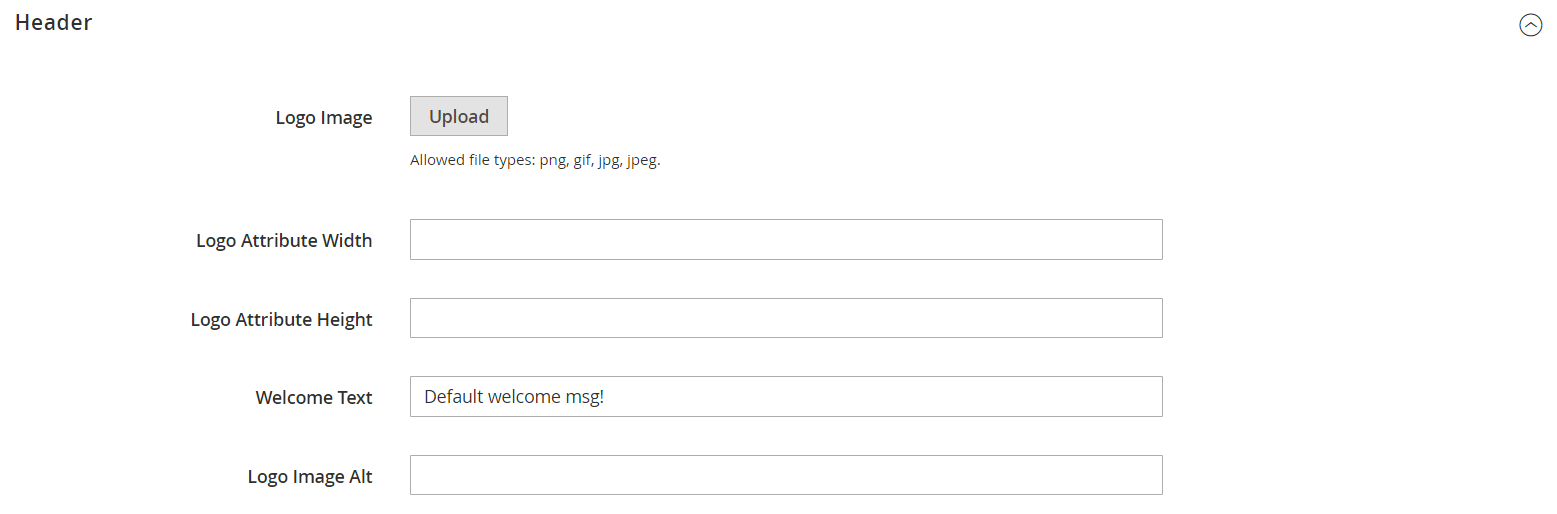 Header
Logo Image
Upload
Allowed file types: png, gif, jpg, jpeg.
Logo Attribute Width
Logo Attribute Height
Welcome Text
Default welcome msg!
Logo Image Alt